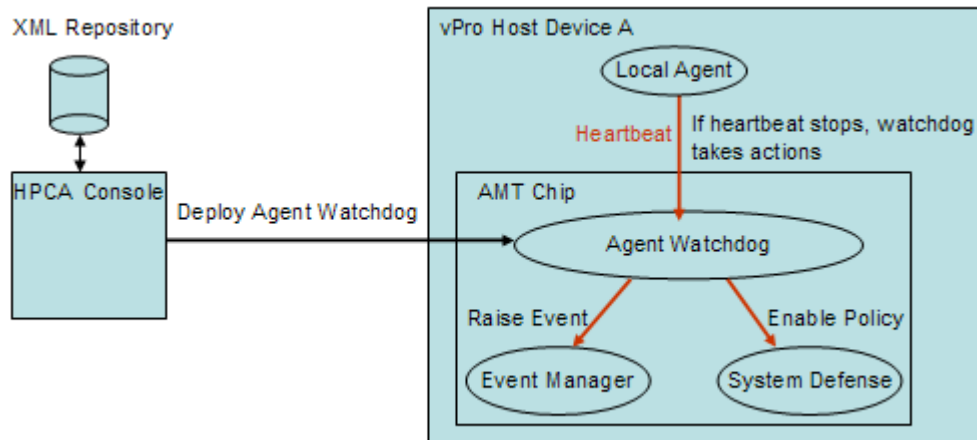 XML Repository
vPro Host Device A
Local Agent
Heartbeat
If heartbeat stops, watchdog
takes actions
HPCA Console
Deploy Agent Watchdog
AMT Chip
Agent Watchdog
Raise Event
Enable Policy
Event Manager
System Defense